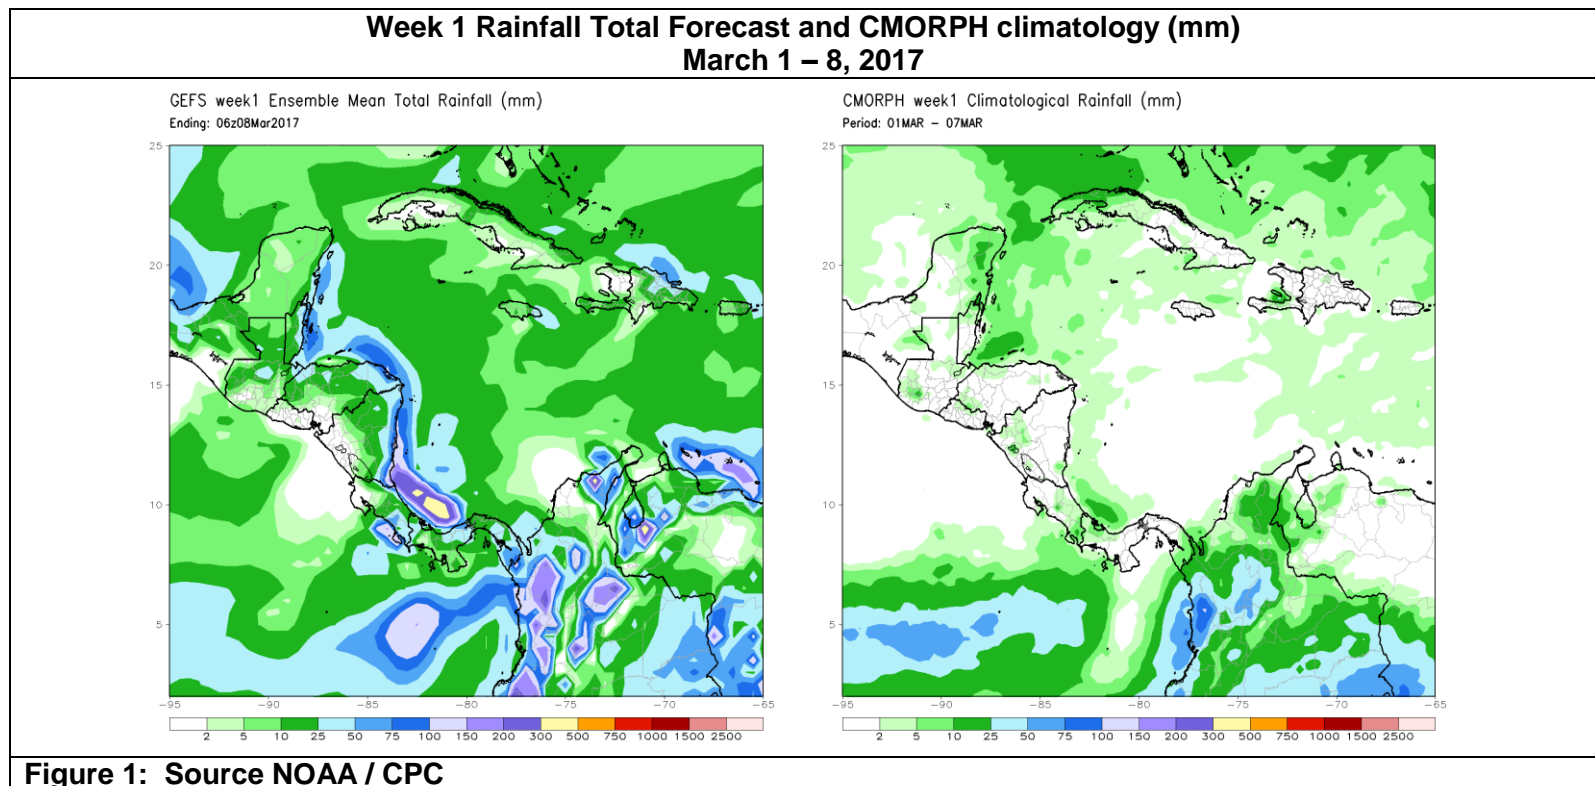 Week 1 Rainfall Total Forecast and CMORPH climatology (mm)
March 1 – 8, 2017
GEFS week1 Ensemble Mean Total Rainfall (mm)
Ending: 06z08Mar2017
25
20
15
10
5
-95 -90 -85 -80 -75 -70 -65
2 5 10 25 50 75 100 150 200 300 500 750 1000 1500 2500
CMORPH week1 Climatological Rainfall (mm)
Period: 01MAR – 07MAR
25
20
15
10
5
-95 -90 -85 -80 -75 -70 -65
2 5 10 25 50 75 100 150 200 300 500 750 1000 1500 2500
Figure 1: Source NOAA / CPC